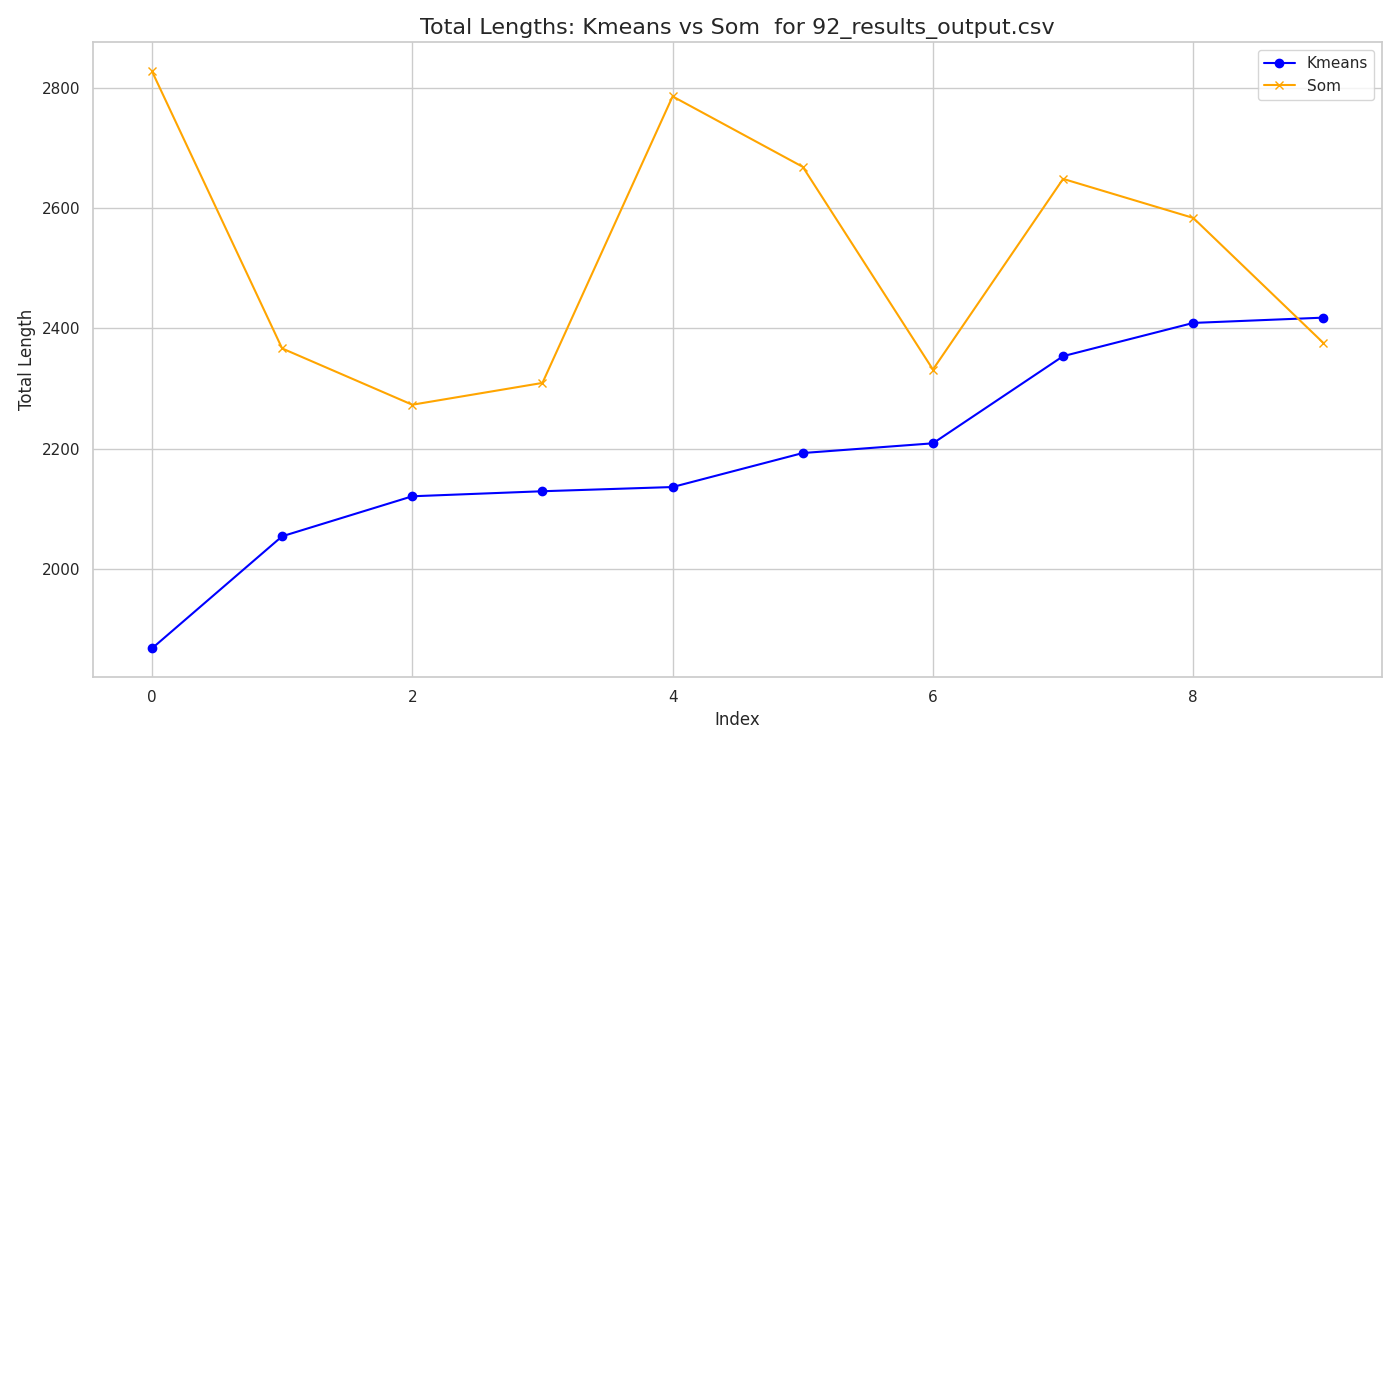 Total Lengths: Kmeans vs Som  for 92_results_output.csv
Kmeans
Som
2800
2600
2400
2200
2000
Total Length
0 2 4 6 8
Index